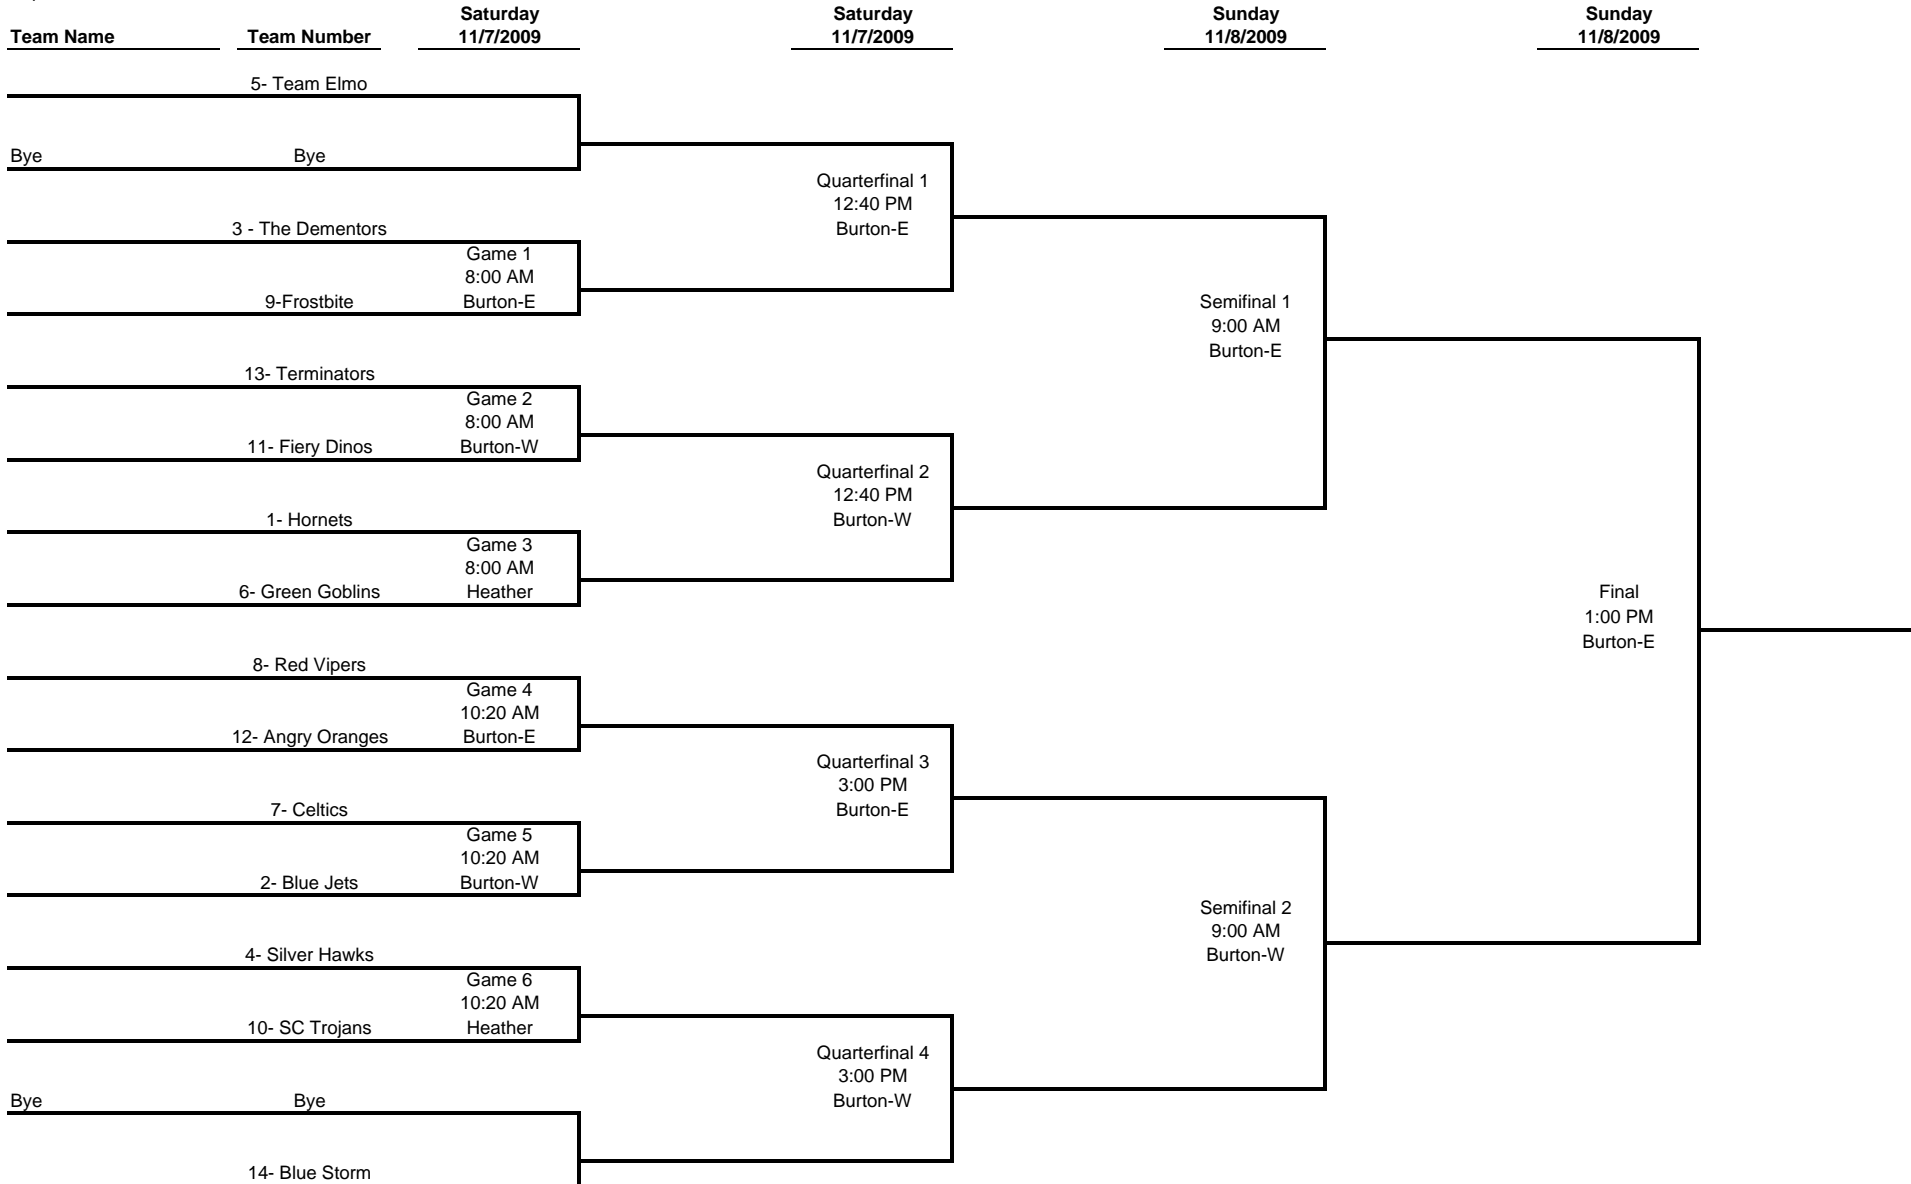 Saturday Saturday Sunday Sunday
Team Name Team Number 11/7/2009 11/7/2009 11/8/2009 11/8/2009
5- Team Elmo
Bye Bye
Quarterfinal 1
12:40 PM
3 - The Dementors Burton-E
Game 1
8:00 AM
9-Frostbite Burton-E Semifinal 1
9:00 AM
Burton-E
13- Terminators
Game 2
8:00 AM
11- Fiery Dinos Burton-W
Quarterfinal 2
12:40 PM
1- Hornets Burton-W
Game 3
8:00 AM
6- Green Goblins Heather Final
1:00 PM
Burton-E
8- Red Vipers
Game 4
10:20 AM
12- Angry Oranges Burton-E
Quarterfinal 3
3:00 PM
7- Celtics Burton-E
Game 5
10:20 AM
2- Blue Jets Burton-W
Semifinal 2
9:00 AM
4- Silver Hawks Burton-W
Game 6
10:20 AM
10- SC Trojans Heather
Quarterfinal 4
3:00 PM
Bye Bye Burton-W
14- Blue Storm